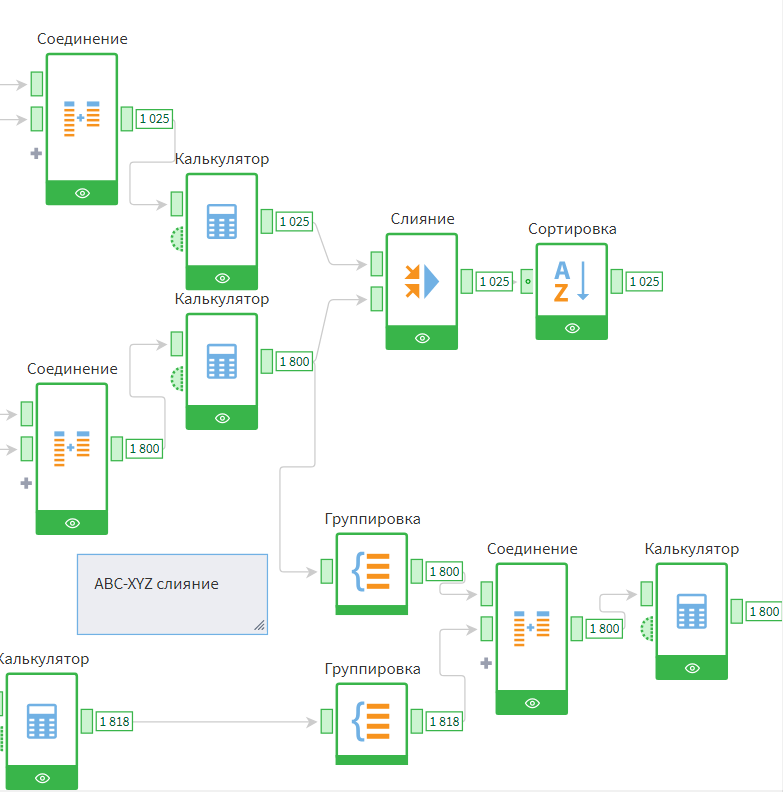 Соединение
1 025
Калькулятор
1 025
Слияние
1 025
Сортировка
A
Z
1 025
Калькулятор
1 800
Соединение
1 800
Группировка
1 800
Соединение
1 800
Калькулятор
1 800
ABC-XYZ слияние
Калькулятор
1 818
Группировка
1 818